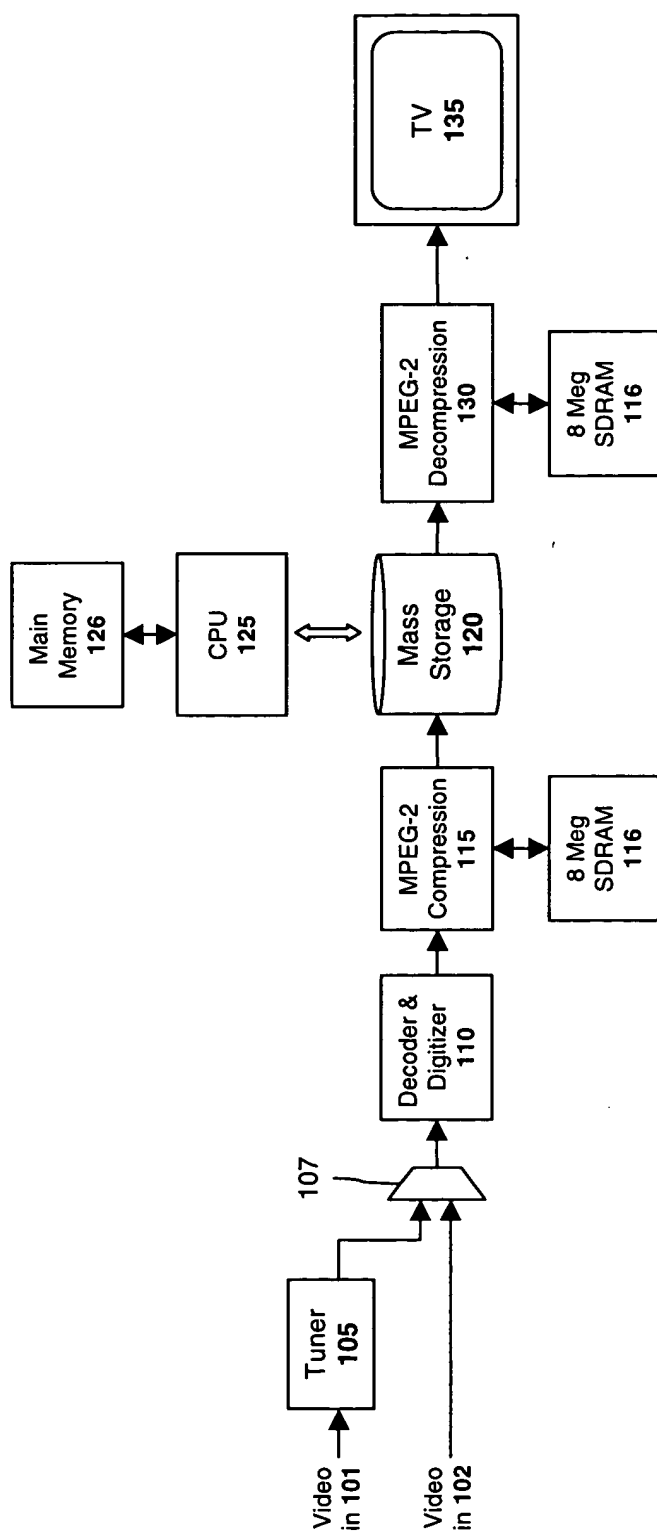 Video
in 101
Video
in 102
Tuner
105
107
Decoder &
Digitizer
110
MPEG-2
Compression
115
8 Meg
SDRAM
116
Main
Memory
126
CPU
125
Mass
Storage
120
MPEG-2
Decompression
130
8 Meg
SDRAM
116
TV
135